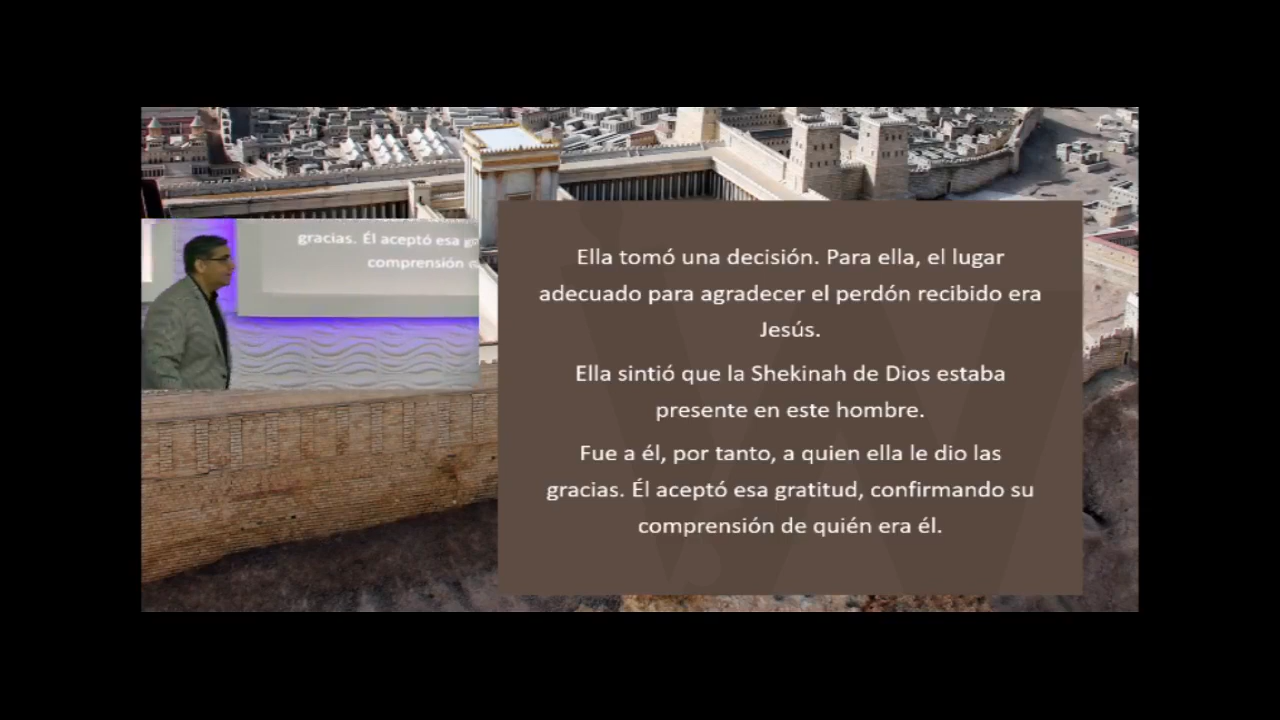 gracias. Él aceptó esa
comprensión
Ella tomó una decisión. Para ella, el lugar
adecuado para agradecer el perdón recibido era
Jesús.
Ella sintió que la Shekinah de Dios estaba
presente en este hombre.
Fue a él, por tanto, a quien ella le dio las
gracias. Él aceptó esa gratitud, confirmando su
comprensión de quién era él.